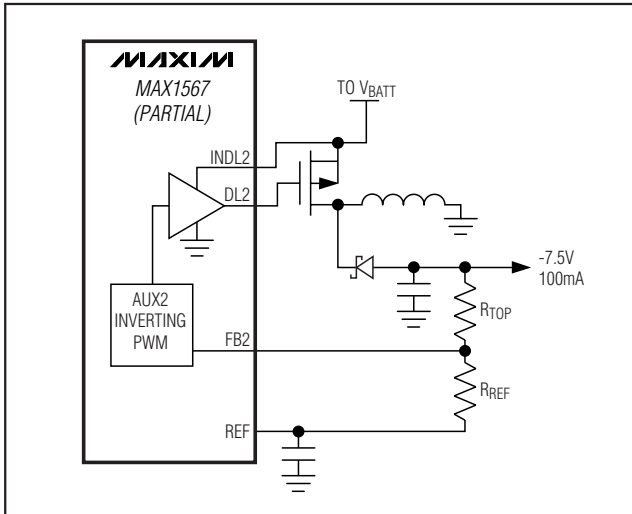 MAXIM
MAX1567
(PARTIAL)
TO VBATT
INDL2
DL2
-7.5V
100mA
AUX2
INVERTING
PWM
RTOP
FB2
RREF
REF